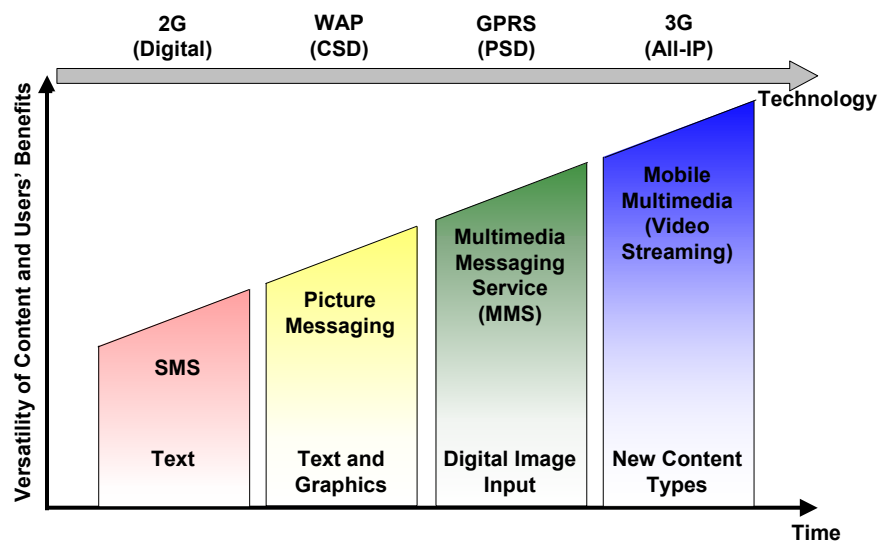 2G
(Digital)
WAP
(CSD)
GPRS
(PSD)
3G
(All-IP)
Technology
Versatility of Content and Users' Benefits
SMS
Text
Picture
Messaging
Text and
Graphics
Multimedia
Messaging
Service
(MMS)
Digital Image
Input
Mobile
Multimedia
(Video
Streaming)
New Content
Types
Time